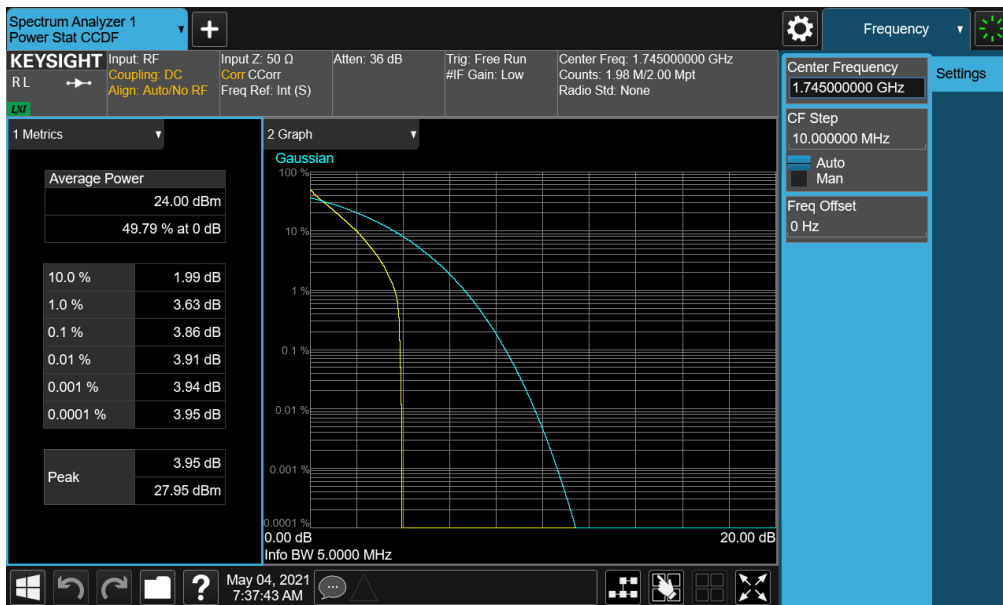 Spectrum Analyzer 1
Power Stat CCDF
+
Frequency
KEYSIGHT
RL
LXI
Input: RF
Coupling: DC
Align: Auto/No RF
Input Z: 50 Ω
Corr CCorr
Freq Ref: Int (S)
Atten: 36 dB
Trig: Free Run
#IF Gain: Low
Center Freq: 1.745000000 GHz
Counts: 1.98 M/2.00 Mpt
Radio Std: None
Center Frequency
1.745000000 GHz
Settings
CF Step
10.000000 MHz
Auto
Man
Freq Offset
0 Hz
1 Metrics
Average Power
24.00 dBm
49.79 % at 0 dB
10.0 % 1.99 dB
1.0 % 3.63 dB
0.1 % 3.86 dB
0.01 % 3.91 dB
0.001 % 3.94 dB
0.0001 % 3.95 dB
Peak
3.95 dB
27.95 dBm
2 Graph
Gaussian
100 %
10 %
1 %
0.1 %
0.01 %
0.001 %
0.0001 %
0.00 dB 20.00 dB
Info BW 5.0000 MHz
?
May 04, 2021
7:37:43 AM
...